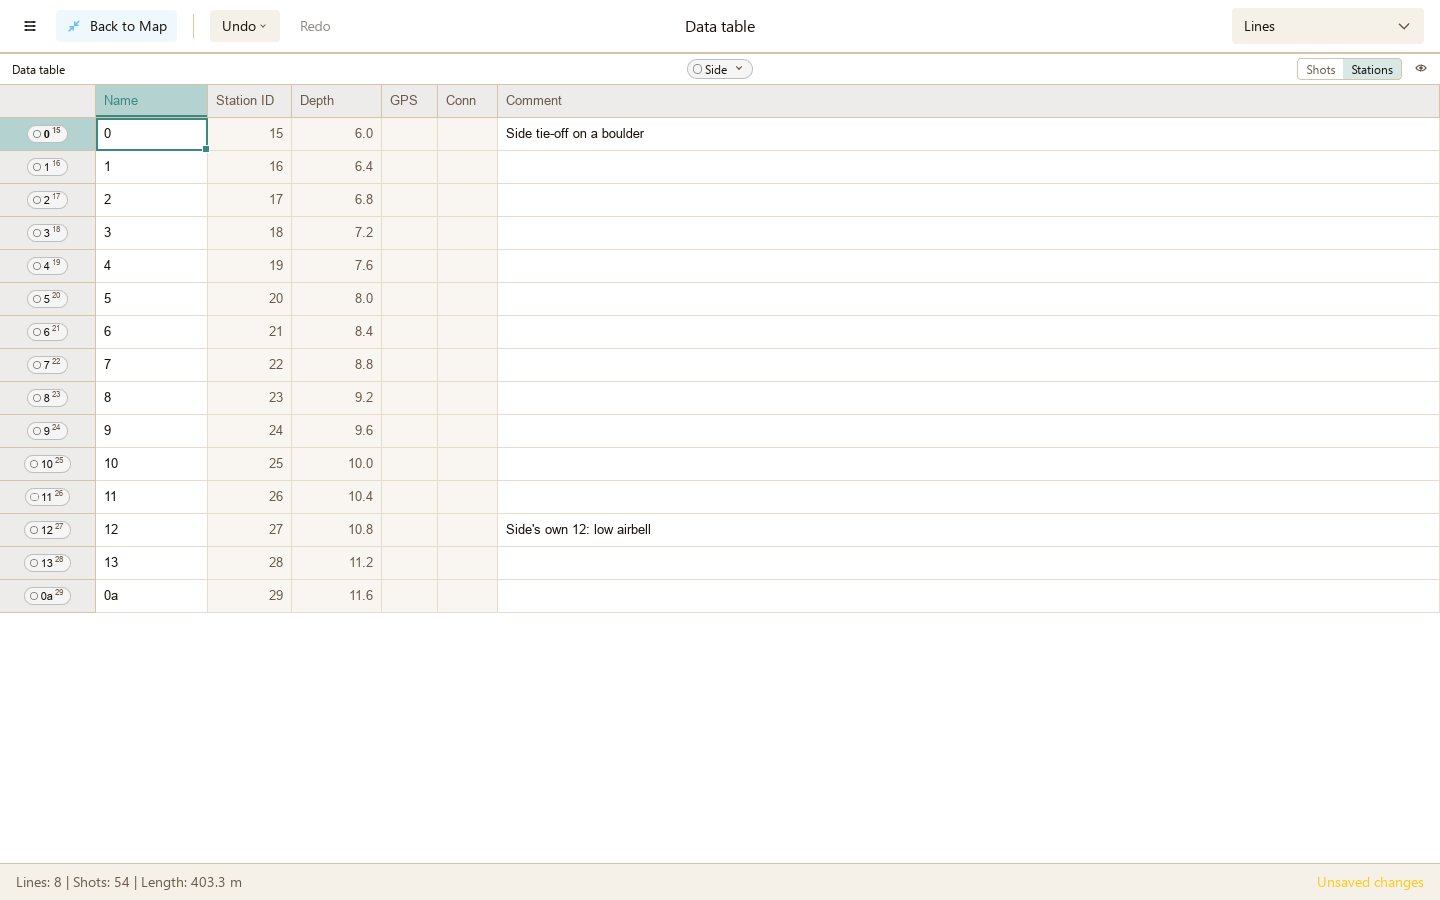 Back to Map Undo Redo Data table Lines
Data table Side Shots Stations
Name Station ID Depth GPS Conn Comment
0 15 0 15 6.0 Side tie-off on a boulder
1 16 1 16 6.4
2 17 2 17 6.8
3 18 3 18 7.2
4 19 4 19 7.6
5 20 5 20 8.0
6 21 6 21 8.4
7 22 7 22 8.8
8 23 8 23 9.2
9 24 9 24 9.6
10 25 10 25 10.0
11 26 11 26 10.4
12 27 12 27 10.8 Side's own 12: low airbell
13 28 13 28 11.2
0a 29 0a 29 11.6
Lines: 8 | Shots: 54 | Length: 403.3 m Unsaved changes